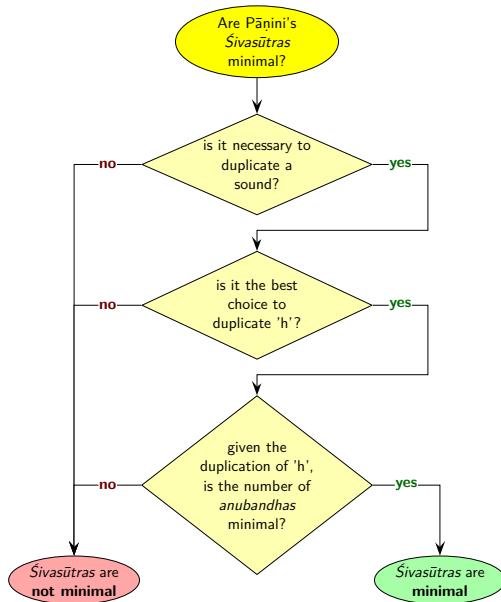 Are Pāṇini's
Śivasūtras
minimal?
is it necessary to
duplicate a
sound?
no
yes
is it the best
choice to
duplicate 'h'?
no
yes
given the
duplication of 'h',
is the number of
anubandhas
minimal?
no
yes
Śivasūtras are
not minimal
Śivasūtras are
minimal